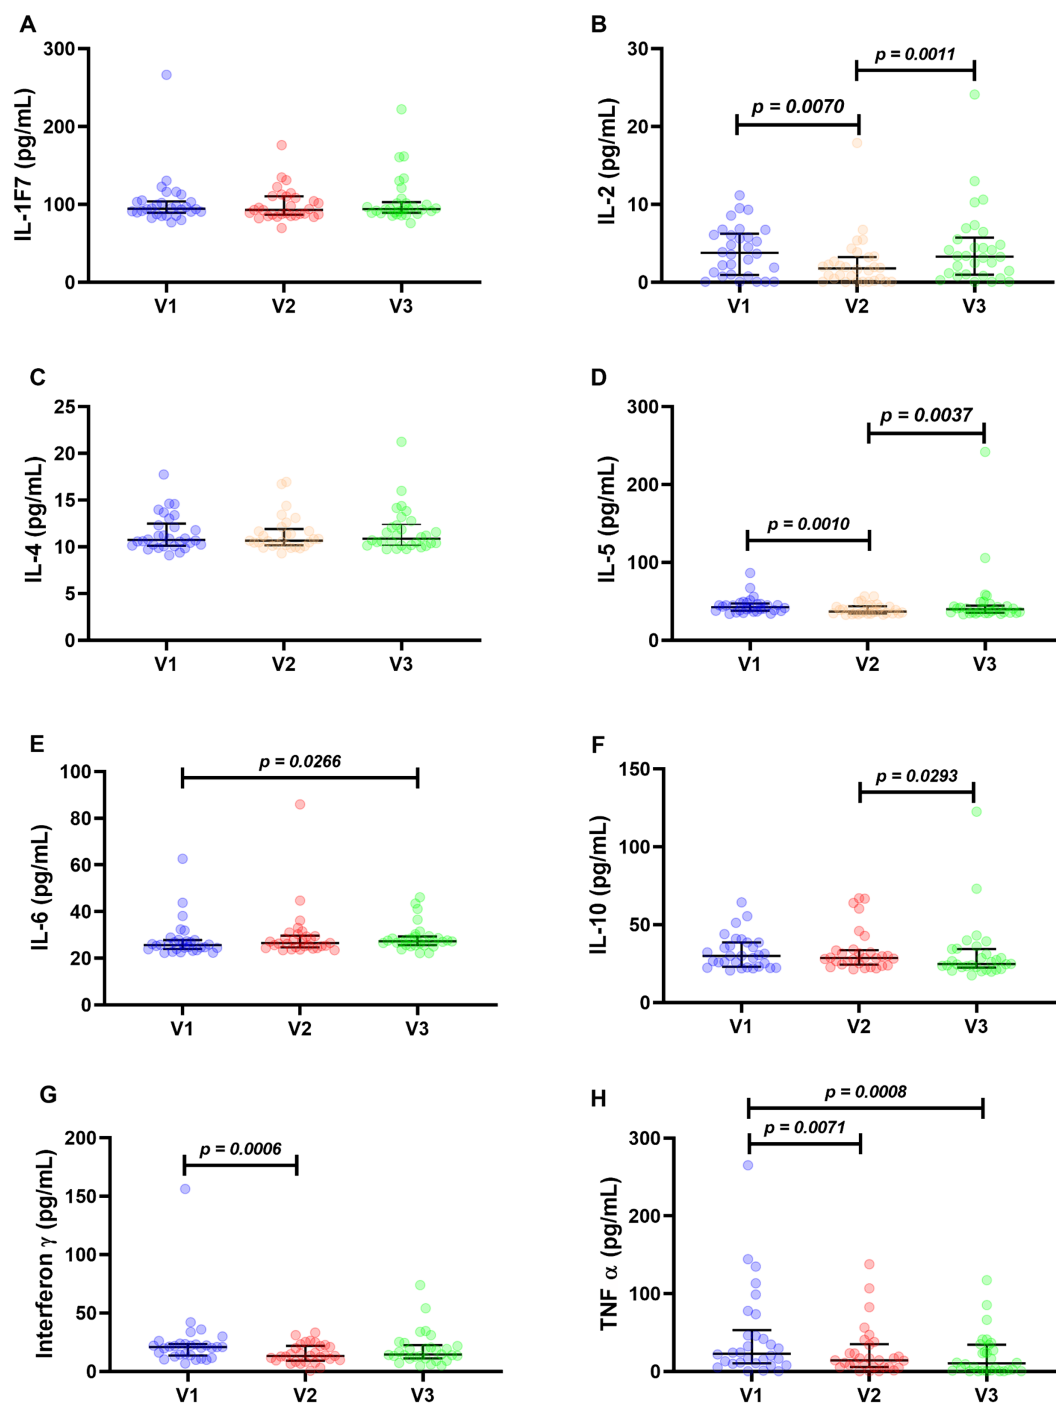 A
IL-1F7 (pg/mL)
300
200
100
0
V1 V2 V3
B
IL-2 (pg/mL)
30
20
10
0
p = 0.0011
p = 0.0070
V1 V2 V3
C
IL-4 (pg/mL)
25
20
15
10
5
0
V1 V2 V3
D
IL-5 (pg/mL)
300
200
100
0
p = 0.0037
p = 0.0010
V1 V2 V3
E
IL-6 (pg/mL)
100
80
60
40
20
0
p = 0.0266
V1 V2 V3
F
IL-10 (pg/mL)
150
100
50
0
p = 0.0293
V1 V2 V3
G
Interferon γ (pg/mL)
200
150
100
50
0
p = 0.0006
V1 V2 V3
H
TNF α (pg/mL)
300
200
100
0
p = 0.0008
p = 0.0071
V1 V2 V3